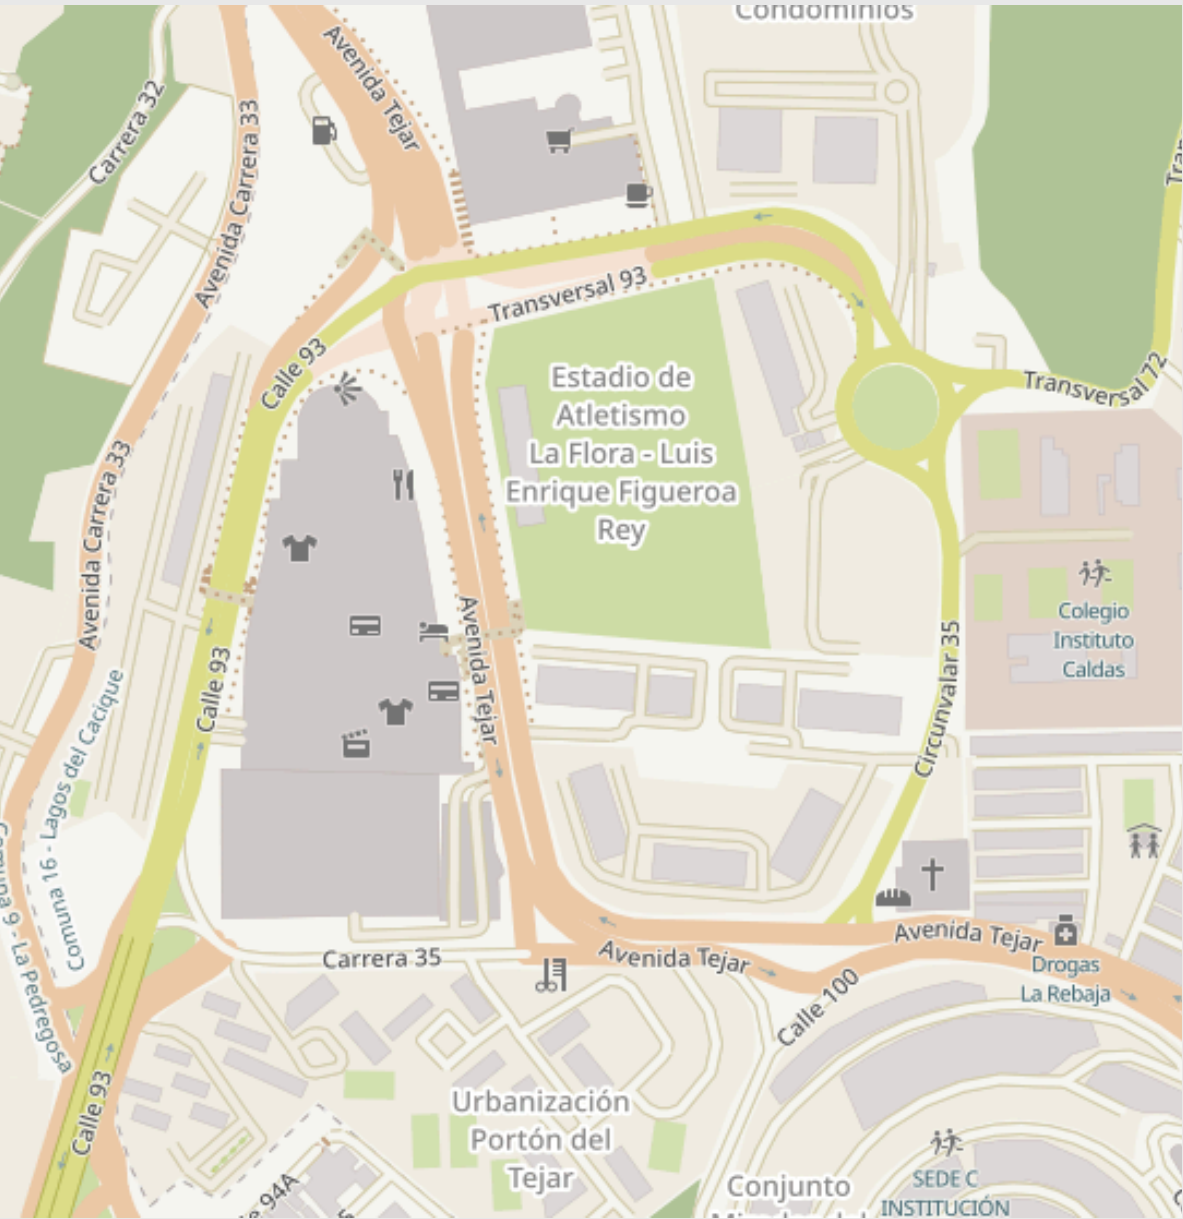 Condominios
Avenida Tejar
Carrera 32
Avenida Carrera 33
Transversal 93
Calle 93
Transversal 72
Estadio de
Atletismo
La Flora - Luis
Enrique Figueroa
Rey
Avenida Carrera 33
Colegio
Instituto
Caldas
Avenida Tejar
Calle 93
Circunvalar 35
Comuna 16 - Lagos del Cacique
Comuna 9 - La Pedregosa
Carrera 35
Avenida Tejar
Avenida Tejar
Drogas
La Rebaja
Calle 100
Calle 93
Urbanización
Portón del
Tejar
Conjunto
SEDE C
INSTITUCIÓN
94A